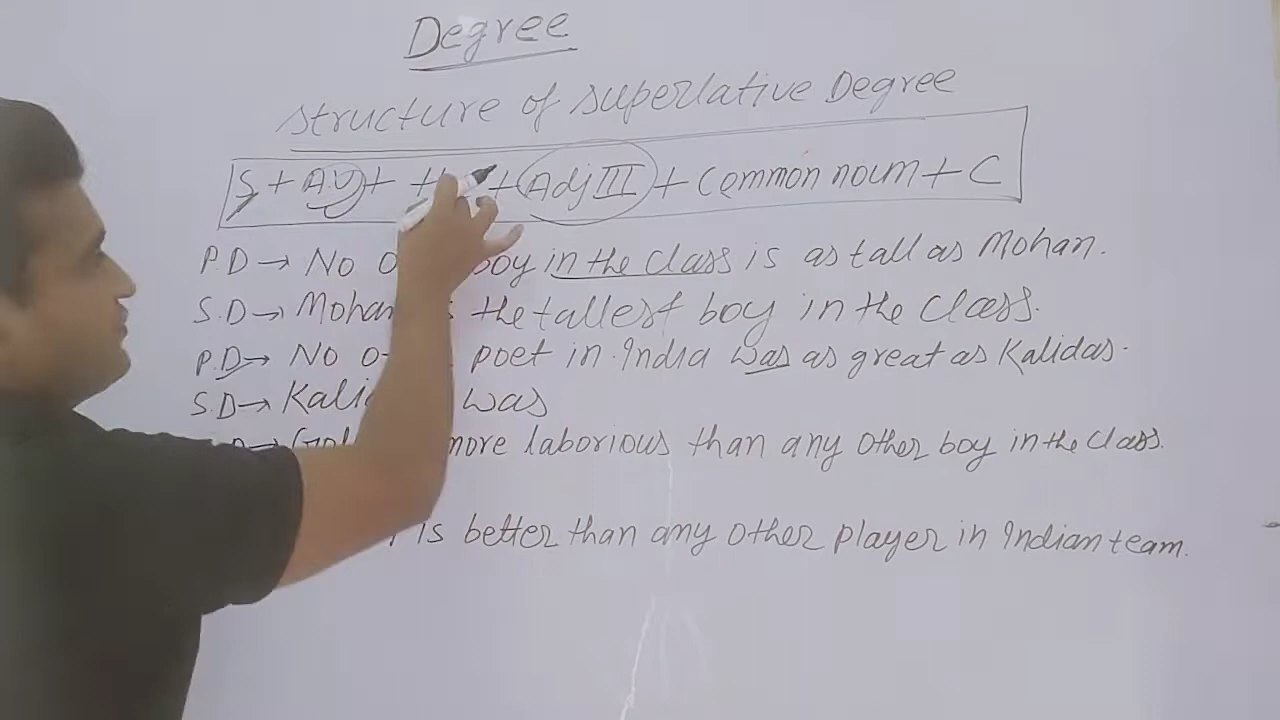 Degree
structure of superlative Degree
S + A.V + + Adj III + Common noun + C
P.D → No boy in the class is as tall as Mohan.
S.D → Mohan the tallest boy in the class.
P.D → No poet in India was as great as Kalidas.
S.D → was
more laborious than any other boy in the class.
is better than any other player in Indian team.